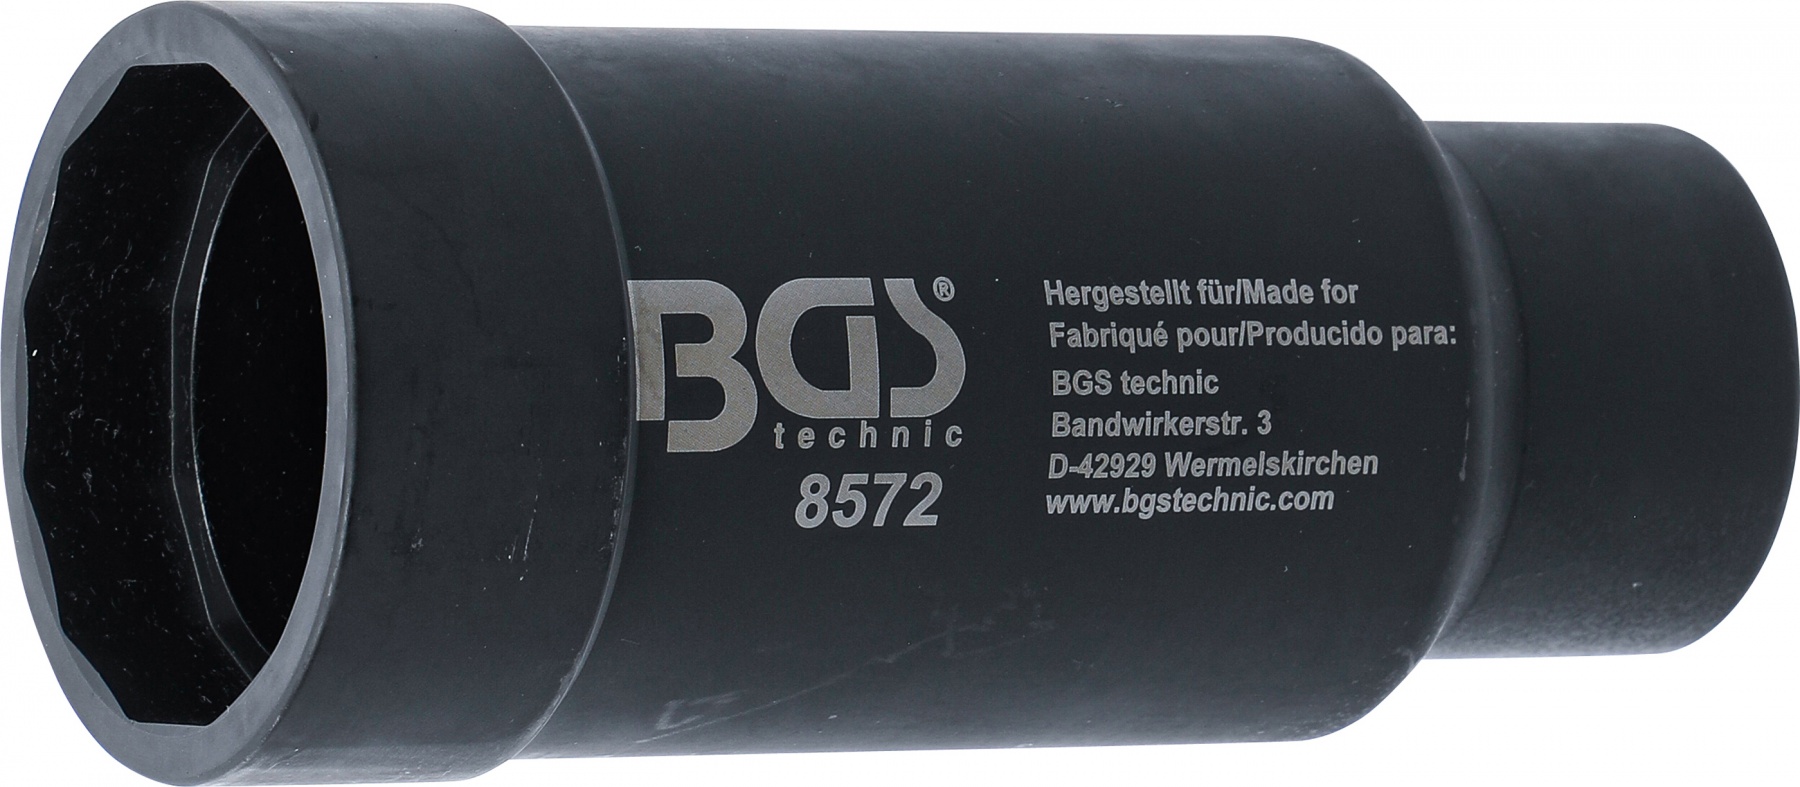 BGS®
technic
8572
Hergestellt für/Made for
Fabriqué pour/Producido para:
BGS technic
Bandwirkerstr. 3
D-42929 Wermelskirchen
www.bgstechnic.com